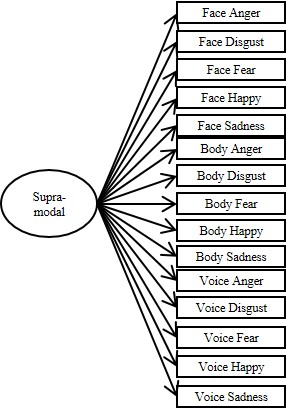 Supra-
modal
Face Anger
Face Disgust
Face Fear
Face Happy
Face Sadness
Body Anger
Body Disgust
Body Fear
Body Happy
Body Sadness
Voice Anger
Voice Disgust
Voice Fear
Voice Happy
Voice Sadness